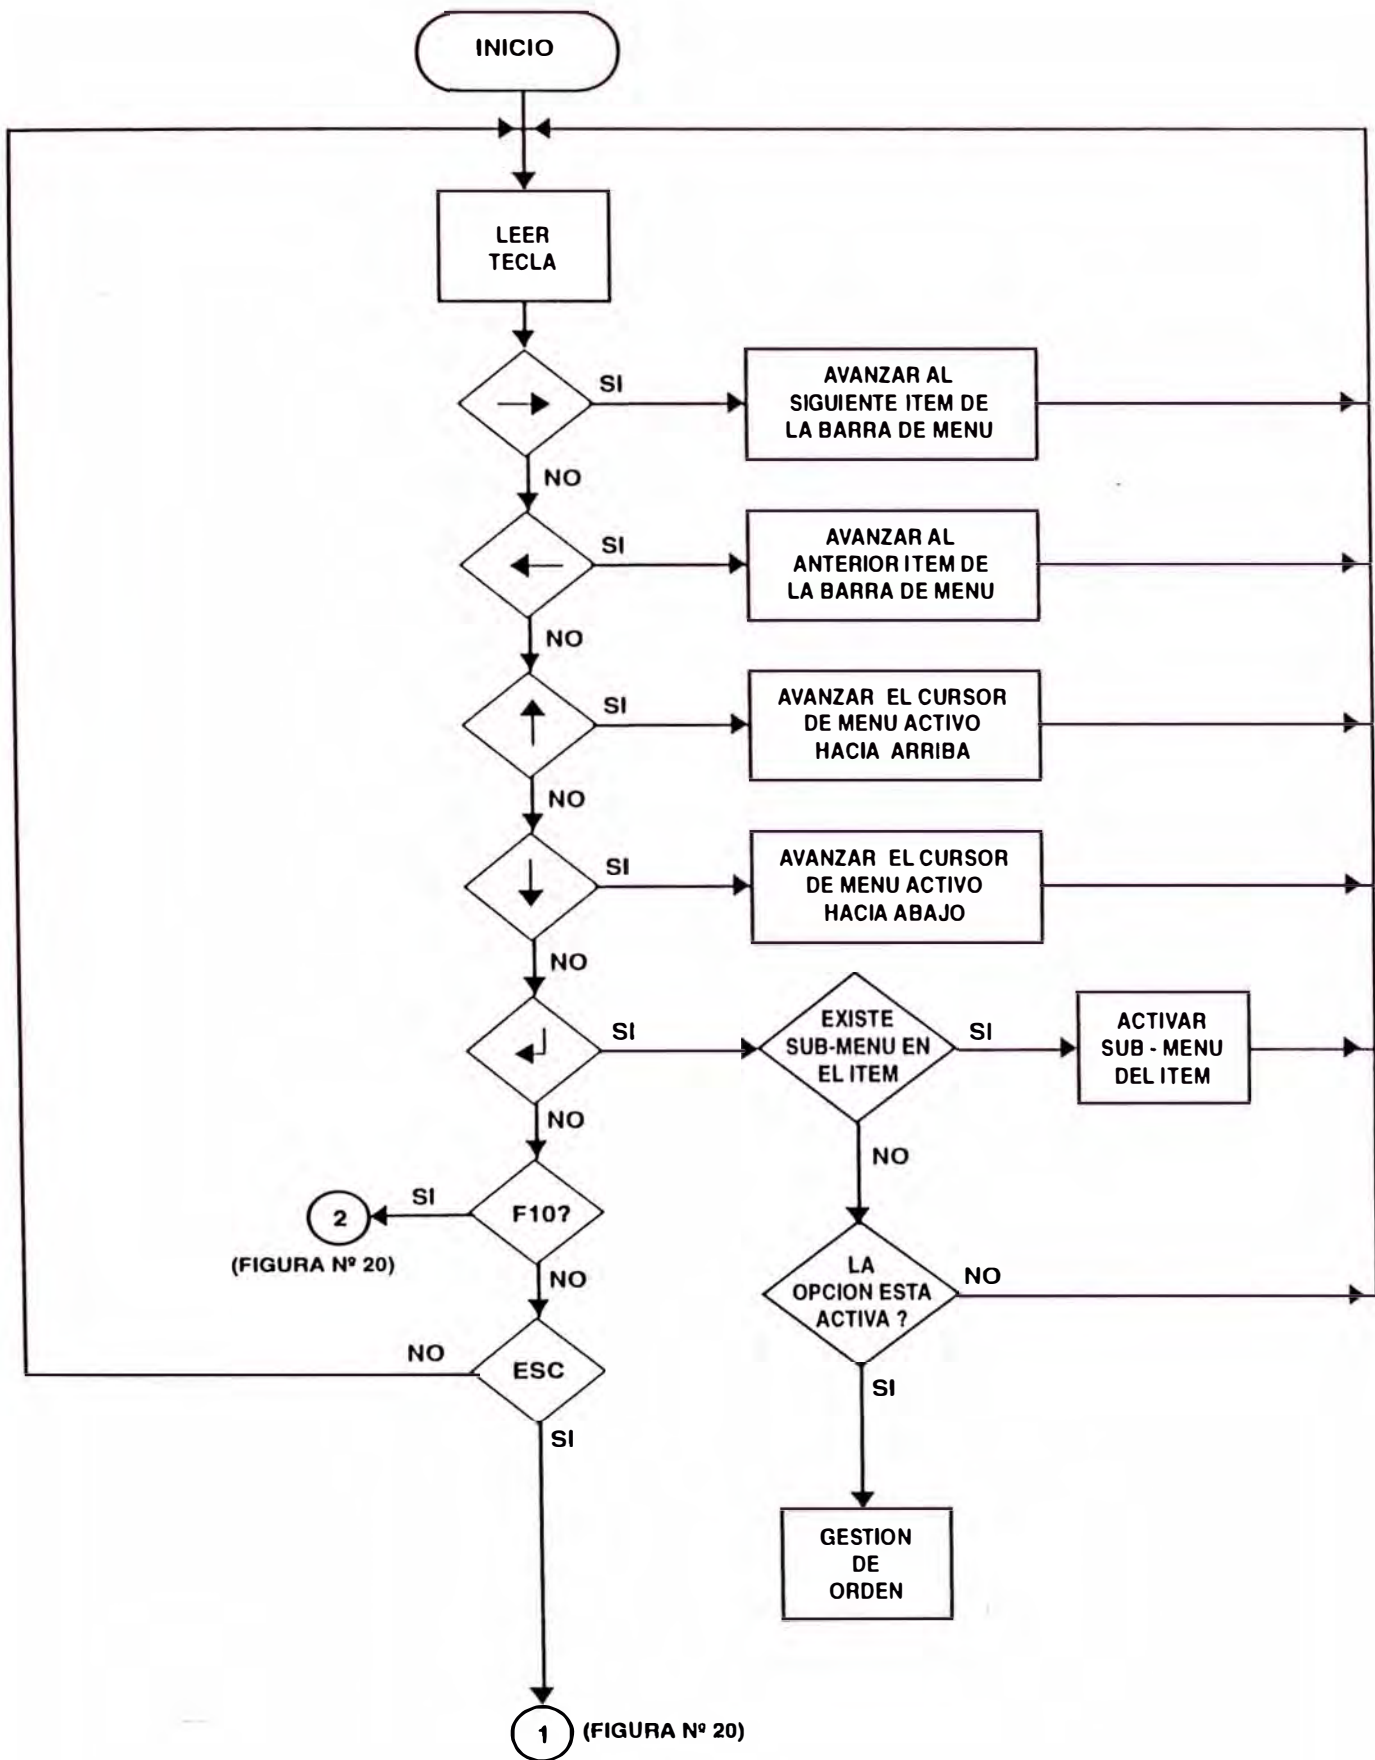 INICIO
LEER
TECLA
SI
AVANZAR AL
SIGUIENTE ITEM DE
LA BARRA DE MENU
NO
SI
AVANZAR AL
ANTERIOR ITEM DE
LA BARRA DE MENU
NO
SI
AVANZAR EL CURSOR
DE MENU ACTIVO
HACIA ARRIBA
NO
SI
AVANZAR EL CURSOR
DE MENU ACTIVO
HACIA ABAJO
NO
SI
EXISTE
SUB-MENU EN
EL ITEM
SI
ACTIVAR
SUB - MENU
DEL ITEM
NO
NO
F10?
SI
2
(FIGURA Nº 20)
NO
LA
OPCION ESTA
ACTIVA ?
NO
ESC
NO
SI
SI
GESTION
DE
ORDEN
1
(FIGURA Nº 20)